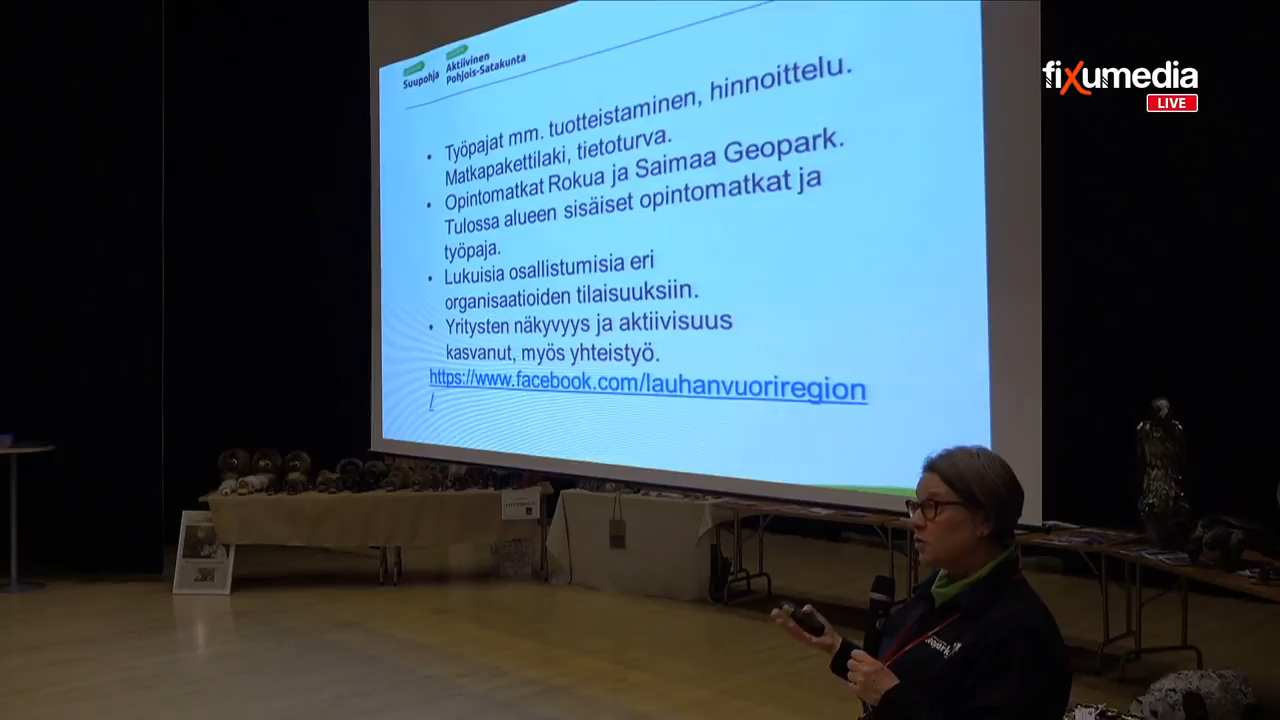 Suupohja
Aktiivinen
Pohjois-Satakunta
fixumedia
LIVE
• Työpajat mm. tuotteistaminen, hinnoittelu.
Matkapakettilaki, tietoturva.
• Opintomatkat Rokua ja Saimaa Geopark.
Tulossa alueen sisäiset opintomatkat ja
työpaja.
• Lukuisia osallistumisia eri
organisaatioiden tilaisuuksiin.
• Yritysten näkyvyys ja aktiivisuus
kasvanut, myös yhteistyö.
https://www.facebook.com/lauhanvuoriregion
/
Geopark